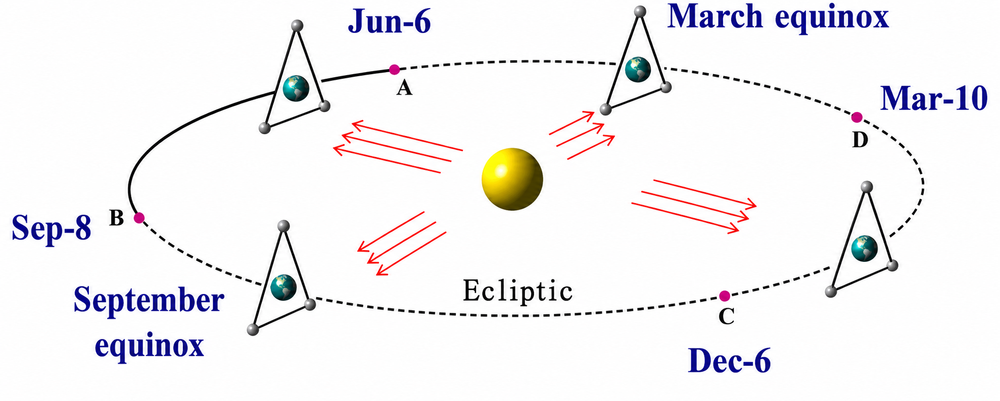 Jun-6
March equinox
A
Mar-10
D
Sep-8
B
September
equinox
Ecliptic
C
Dec-6